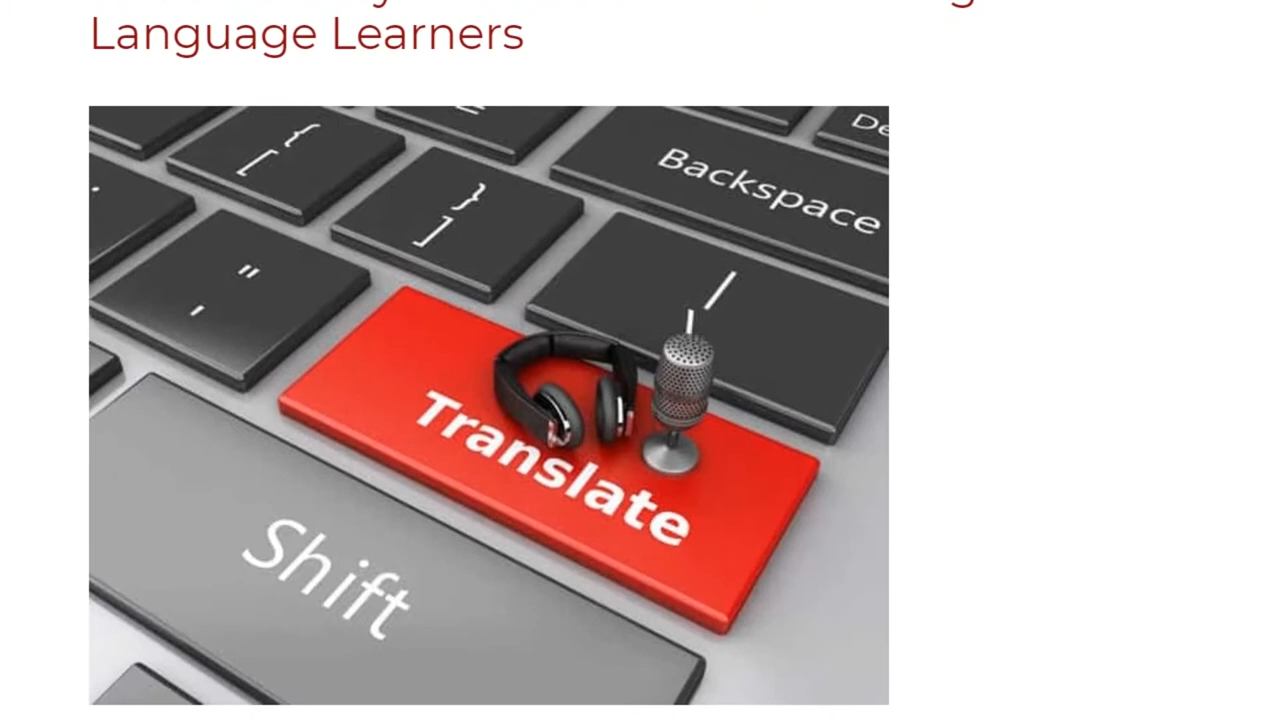 Language Learners
{
[
}
]
Backspace
"
'
Translate
Shift